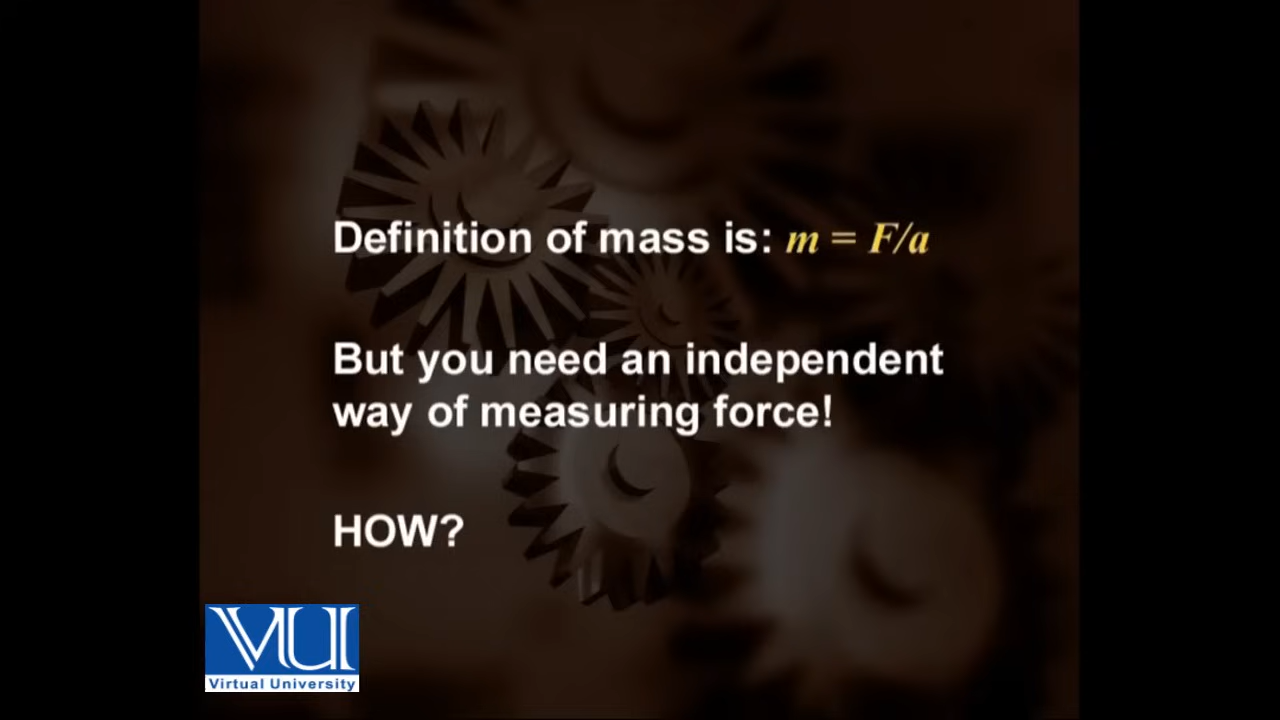 Definition of mass is: m = F/a
But you need an independent
way of measuring force!
HOW?
VU
Virtual University